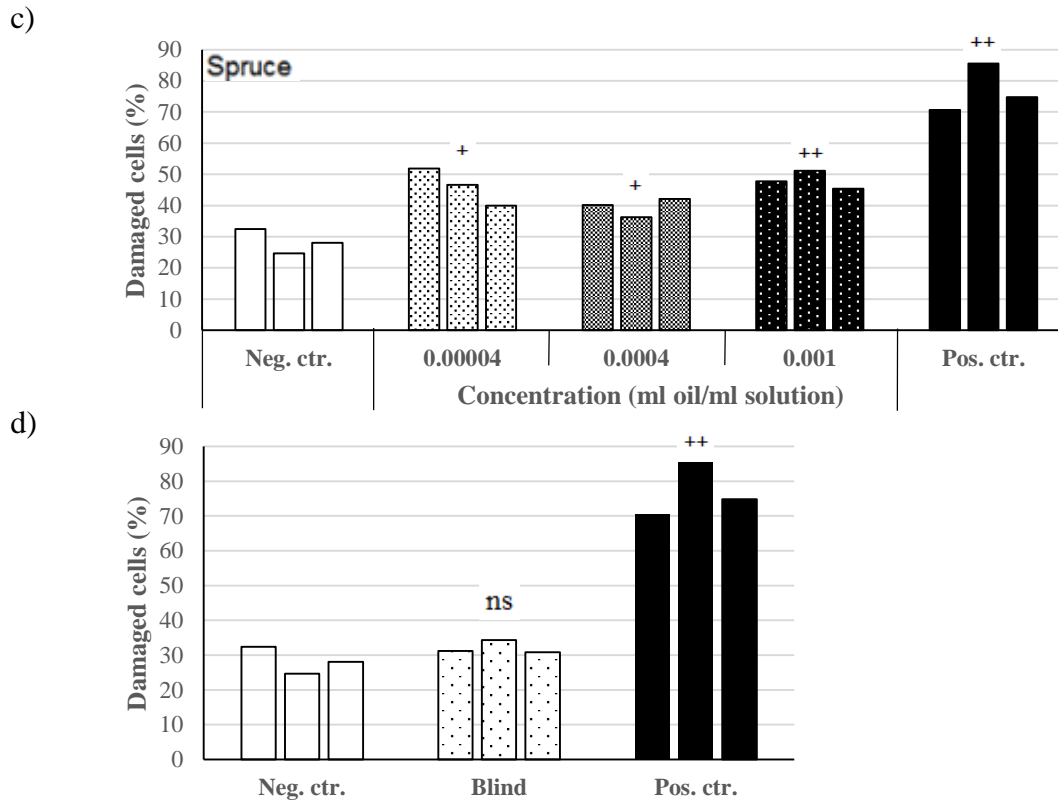 c)
Spruce
Damaged cells (%)
90
80
70
60
50
40
30
20
10
0
+
+
++
++
Neg. ctr.
0.00004
0.0004
0.001
Pos. ctr.
Concentration (ml oil/ml solution)
d)
Damaged cells (%)
90
80
70
60
50
40
30
20
10
0
ns
++
Neg. ctr.
Blind
Pos. ctr.